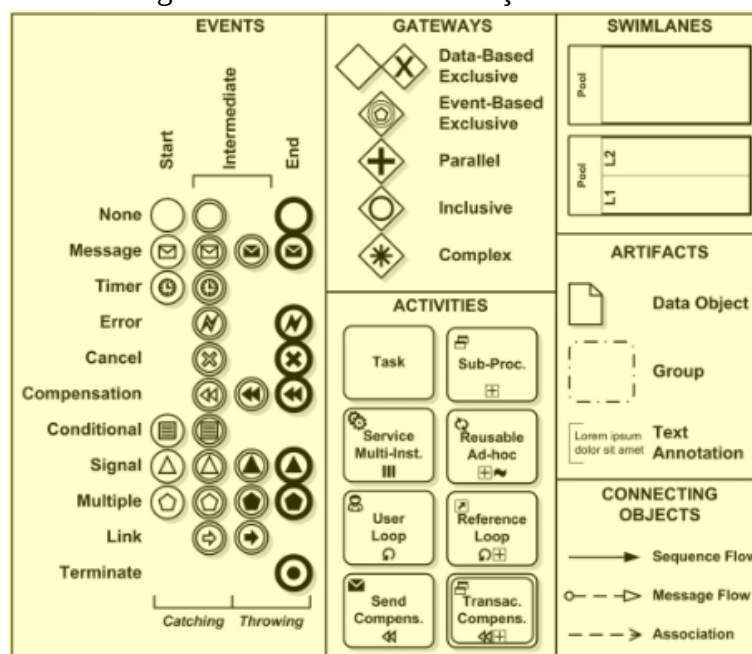 EVENTS
Start
Intermediate
End
None
Message
Timer
Error
Cancel
Compensation
Conditional
Signal
Multiple
Link
Terminate
Catching
Throwing
GATEWAYS
Data-Based
Exclusive
Event-Based
Exclusive
Parallel
Inclusive
Complex
ACTIVITIES
Task
Sub-Proc.
Service
Multi-Inst.
Reusable
Ad-hoc
User
Loop
Reference
Loop
Send
Compens.
Transac.
Compens.
SWIMLANES
Pool
Pool
L2
L1
ARTIFACTS
Data Object
Group
Lorem ipsum
dolor sit amet
Text
Annotation
CONNECTING
OBJECTS
Sequence Flow
Message Flow
Association